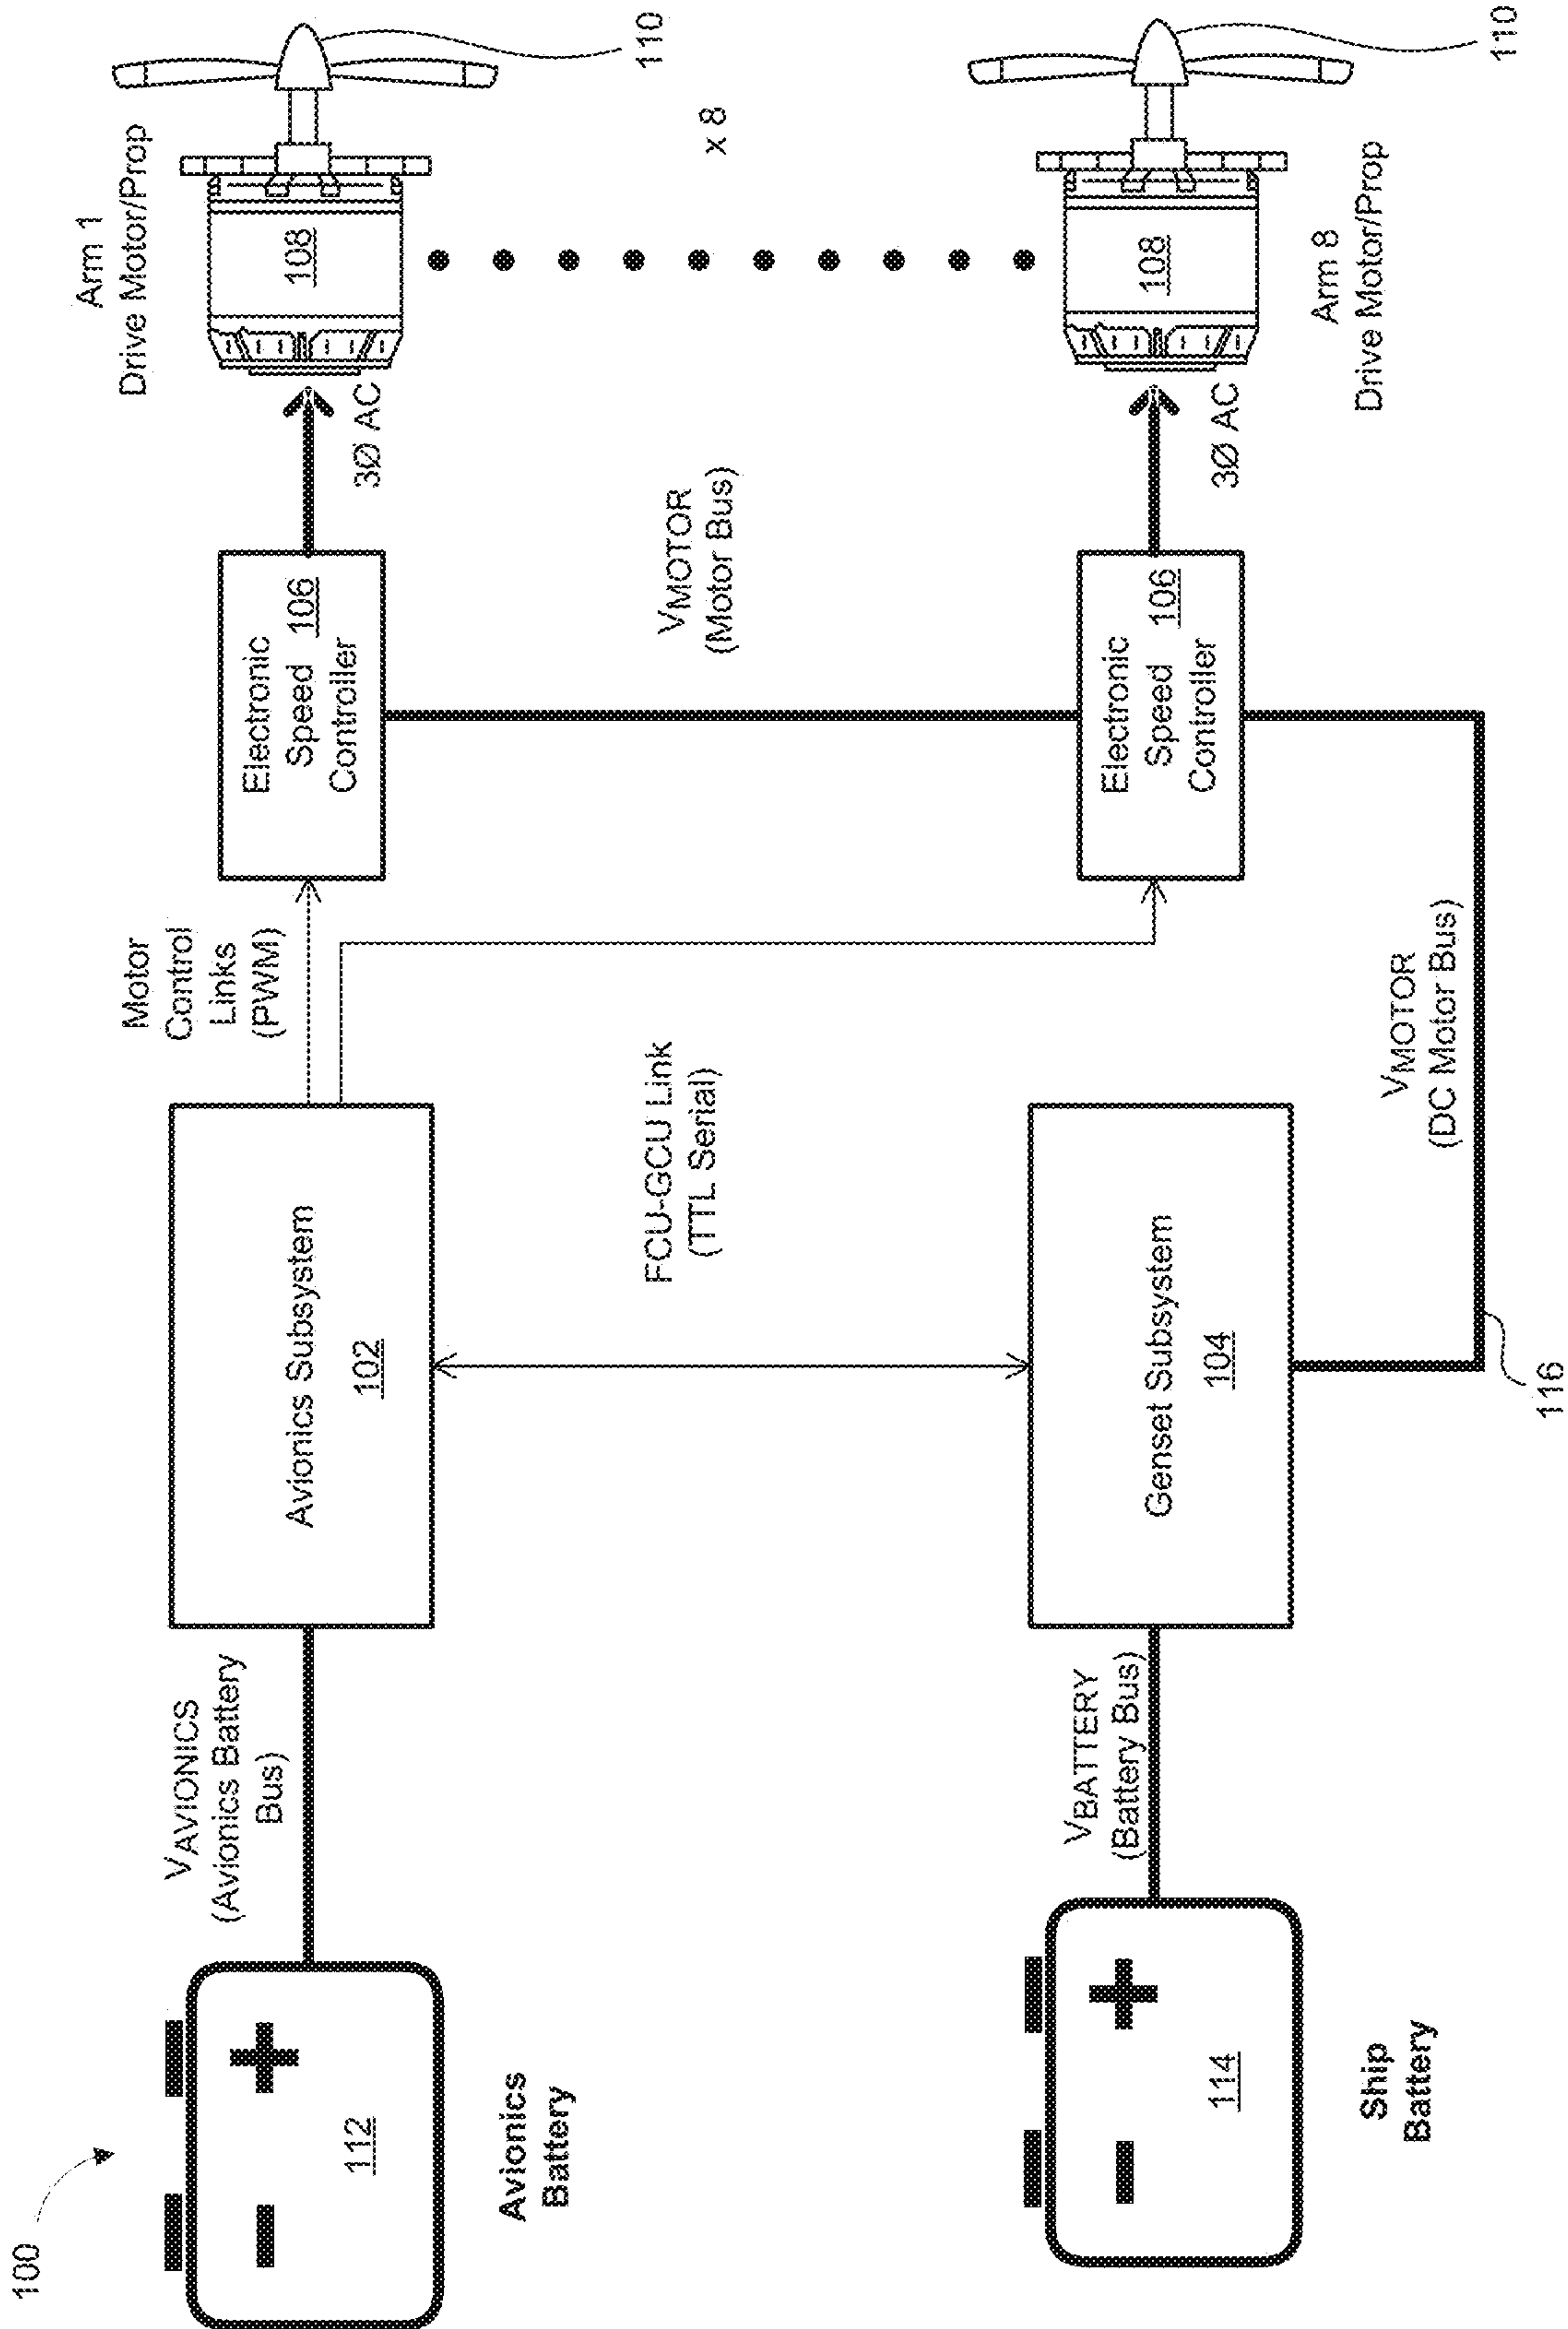 100
112
Avionics
Battery
VAVIONICS
(Avionics Battery
Bus)
Avionics Subsystem
102
Motor
Control
Links
(PWM)
Electronic
Speed 106
Controller
3Ø AC
Arm 1
Drive Motor/Prop
108
110
x 8
FCU-GCU Link
(TTL Serial)
VMOTOR
(Motor Bus)
114
Ship
Battery
VBATTERY
(Battery Bus)
Genset Subsystem
104
VMOTOR
(DC Motor Bus)
116
Electronic
Speed 106
Controller
3Ø AC
108
Arm 8
Drive Motor/Prop
110